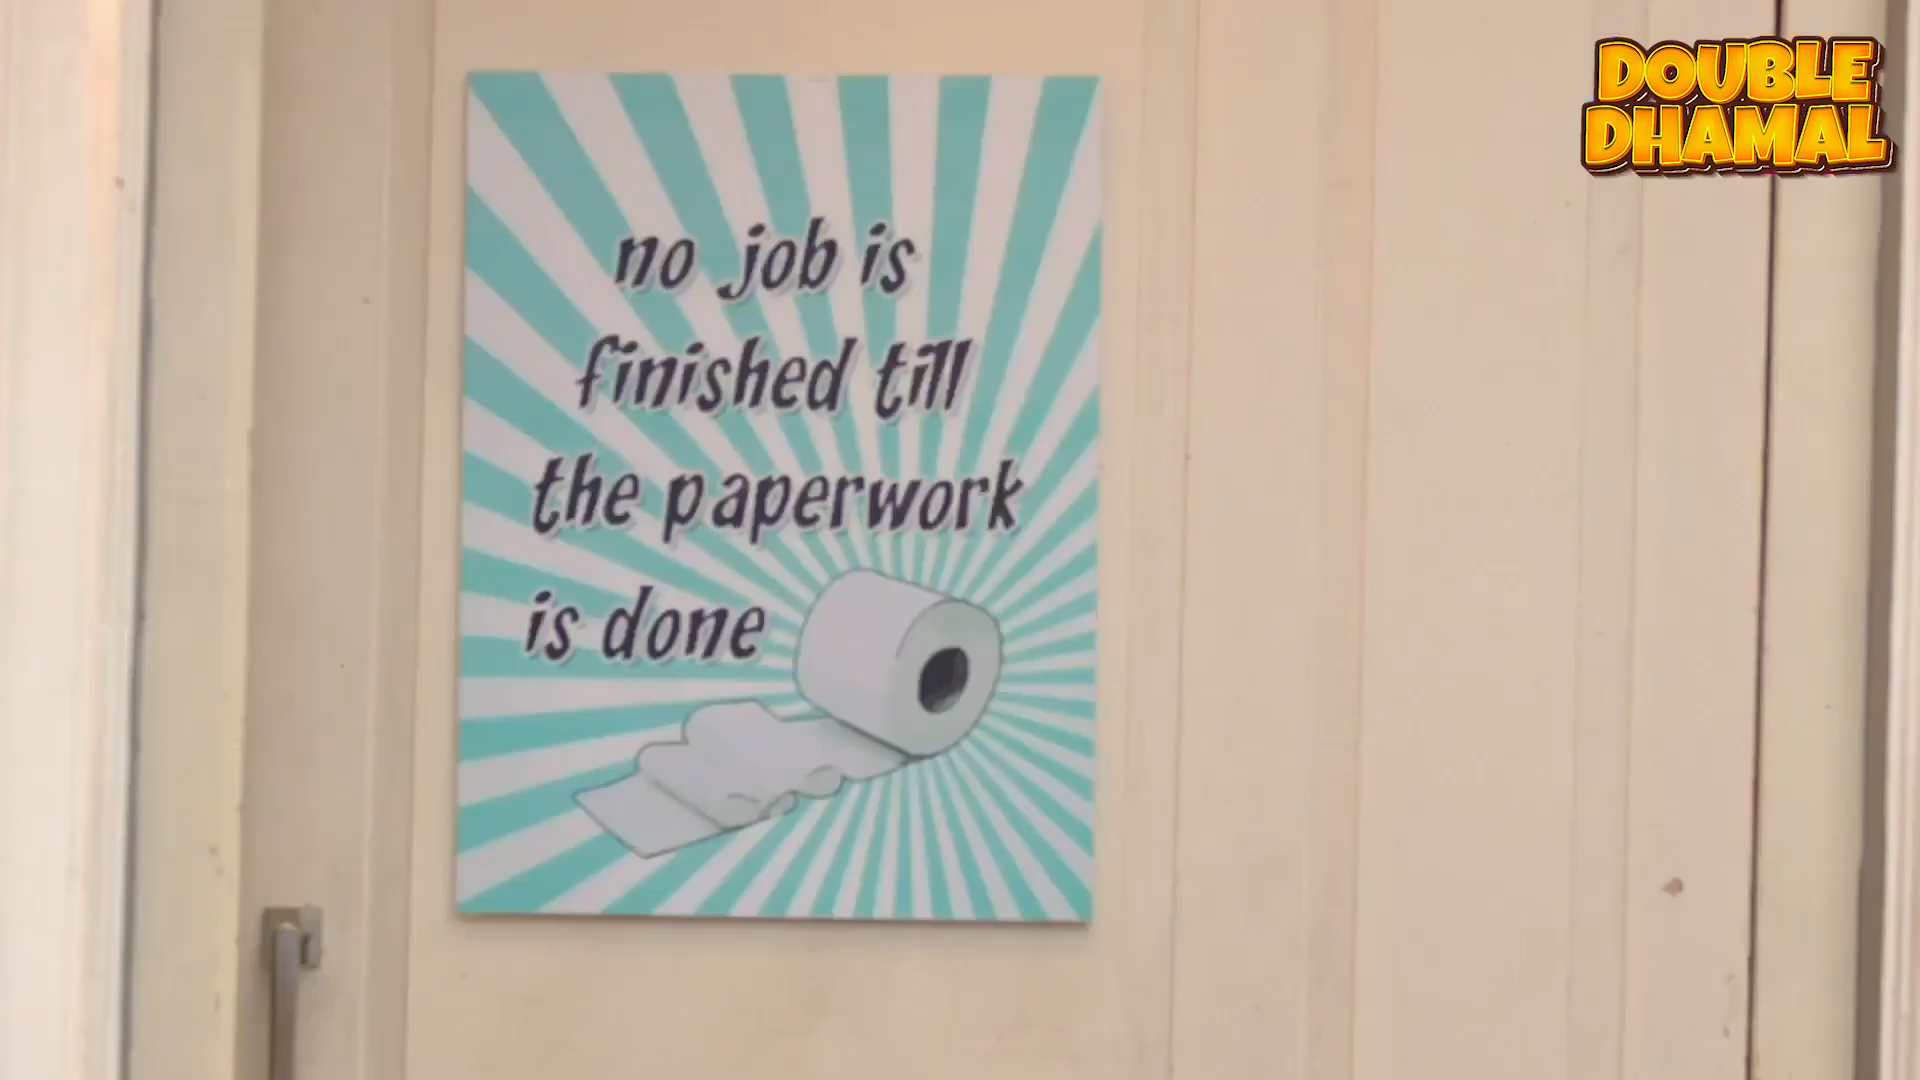 DOUBLE
DHAMAL
no job is
finished till
the paperwork
is done